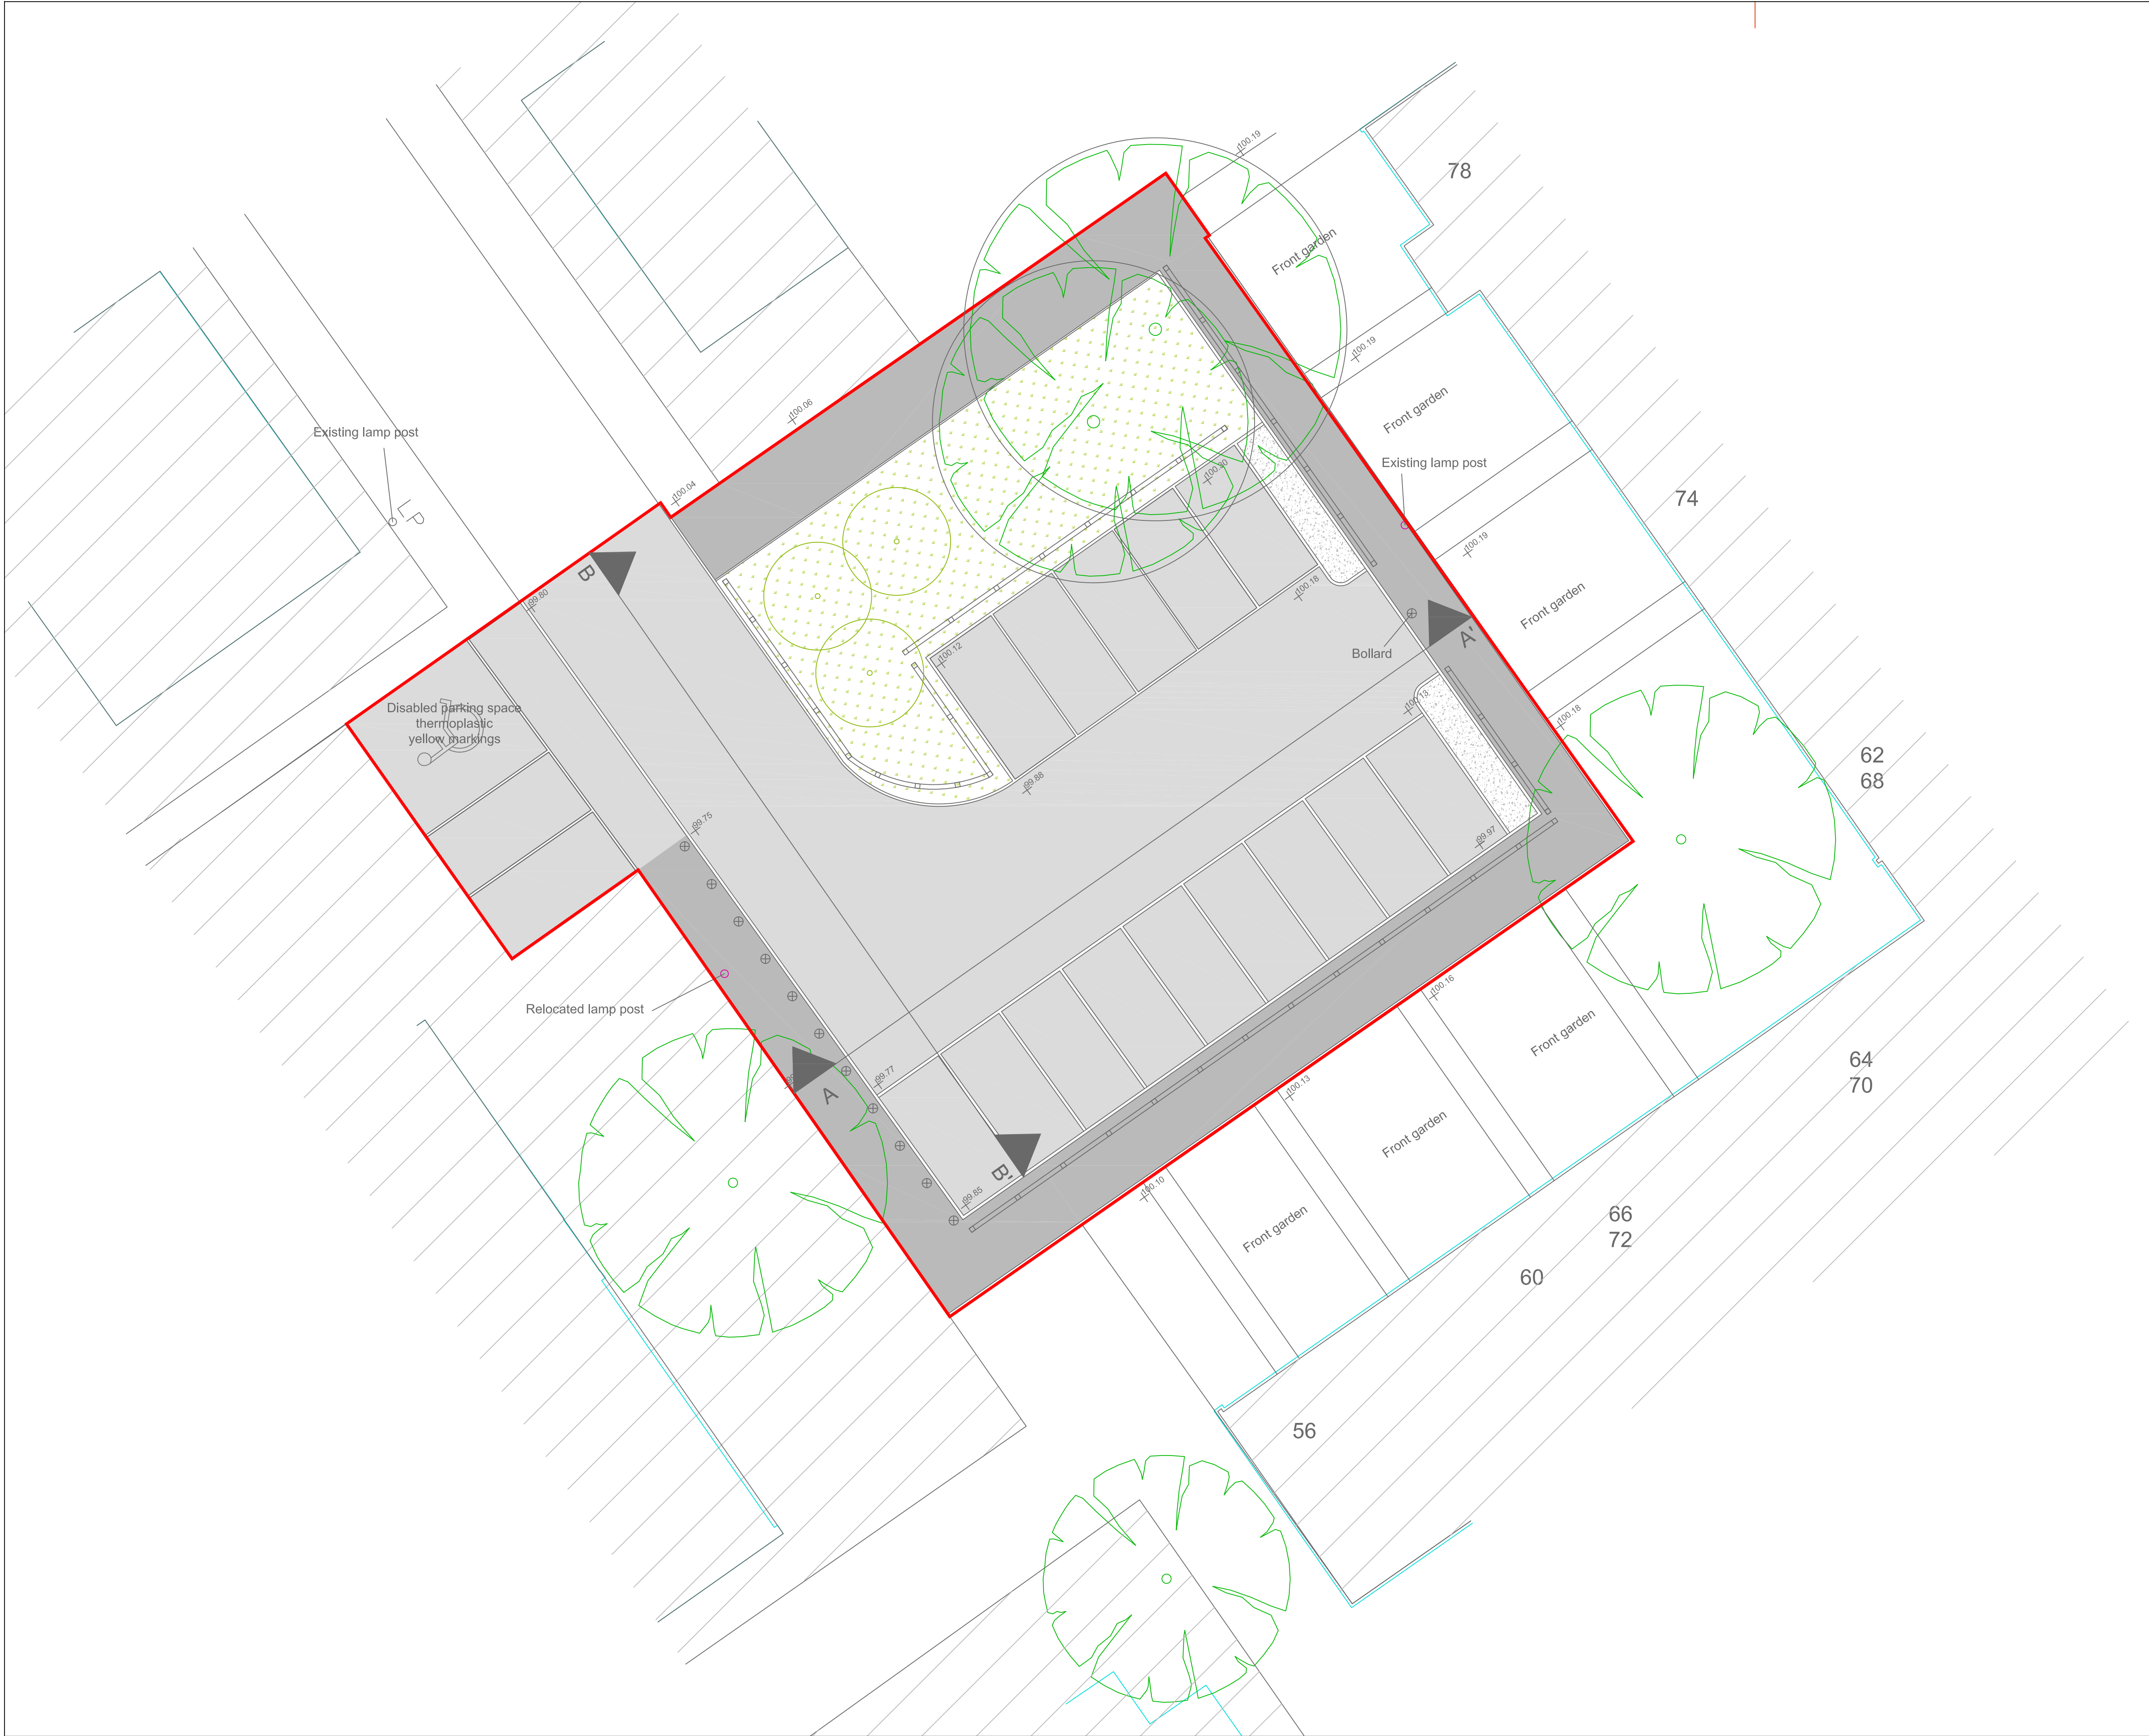 100.19
78
Front garden
100.19
100.06
Front garden
Existing lamp post
Existing lamp post
100.30
100.04
74
LP
100.19
B
99.80
100.18
Front garden
A'
100.12
Bollard
100.13
100.18
Disabled parking space
thermoplastic
yellow markings
62
68
99.88
99.75
99.97
100.16
Relocated lamp post
Front garden
64
70
99.77
100.13
A
Front garden
B'
99.85
100.10
66
72
Front garden
60
56